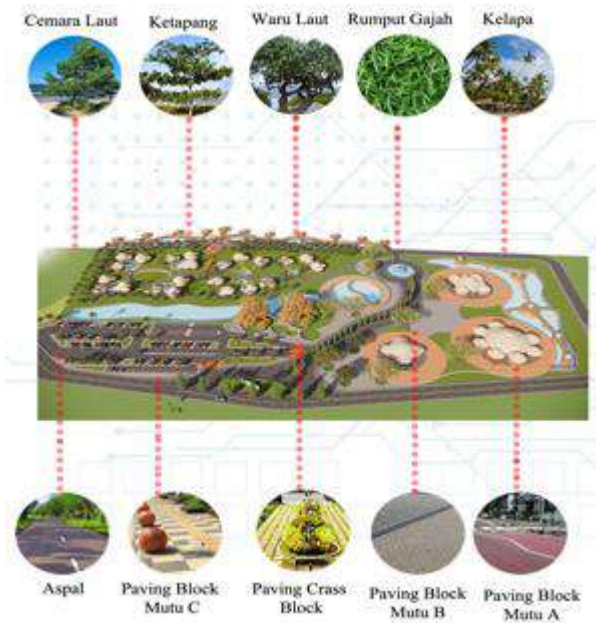 Cemara Laut
Ketapang
Waru Laut
Rumput Gajah
Kelapa
Aspal
Paving Block
Mutu C
Paving Crass
Block
Paving Block
Mutu B
Paving Block
Mutu A